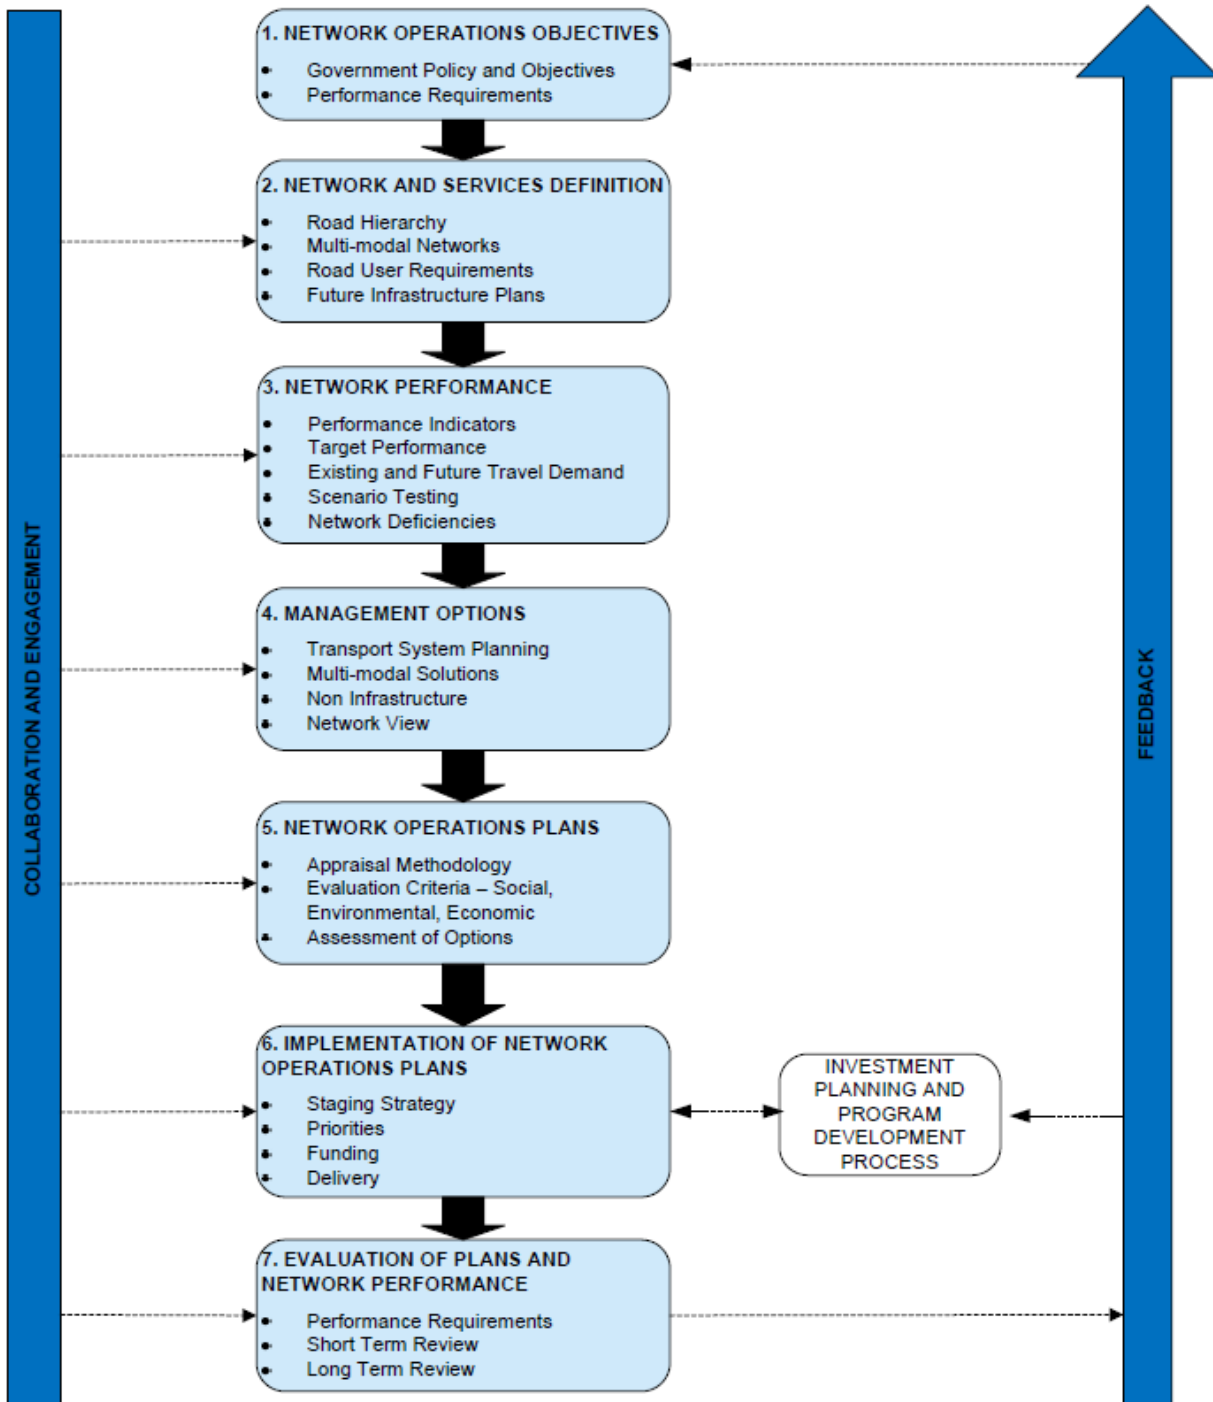 1. NETWORK OPERATIONS OBJECTIVES
• Government Policy and Objectives
• Performance Requirements
2. NETWORK AND SERVICES DEFINITION
• Road Hierarchy
• Multi-modal Networks
• Road User Requirements
• Future Infrastructure Plans
3. NETWORK PERFORMANCE
• Performance Indicators
• Target Performance
• Existing and Future Travel Demand
• Scenario Testing
• Network Deficiencies
4. MANAGEMENT OPTIONS
• Transport System Planning
• Multi-modal Solutions
• Non Infrastructure
• Network View
5. NETWORK OPERATIONS PLANS
• Appraisal Methodology
• Evaluation Criteria – Social,
Environmental, Economic
• Assessment of Options
6. IMPLEMENTATION OF NETWORK
OPERATIONS PLANS
• Staging Strategy
• Priorities
• Funding
• Delivery
7. EVALUATION OF PLANS AND
NETWORK PERFORMANCE
• Performance Requirements
• Short Term Review
• Long Term Review
INVESTMENT
PLANNING AND
PROGRAM
DEVELOPMENT
PROCESS
COLLABORATION AND ENGAGEMENT
FEEDBACK